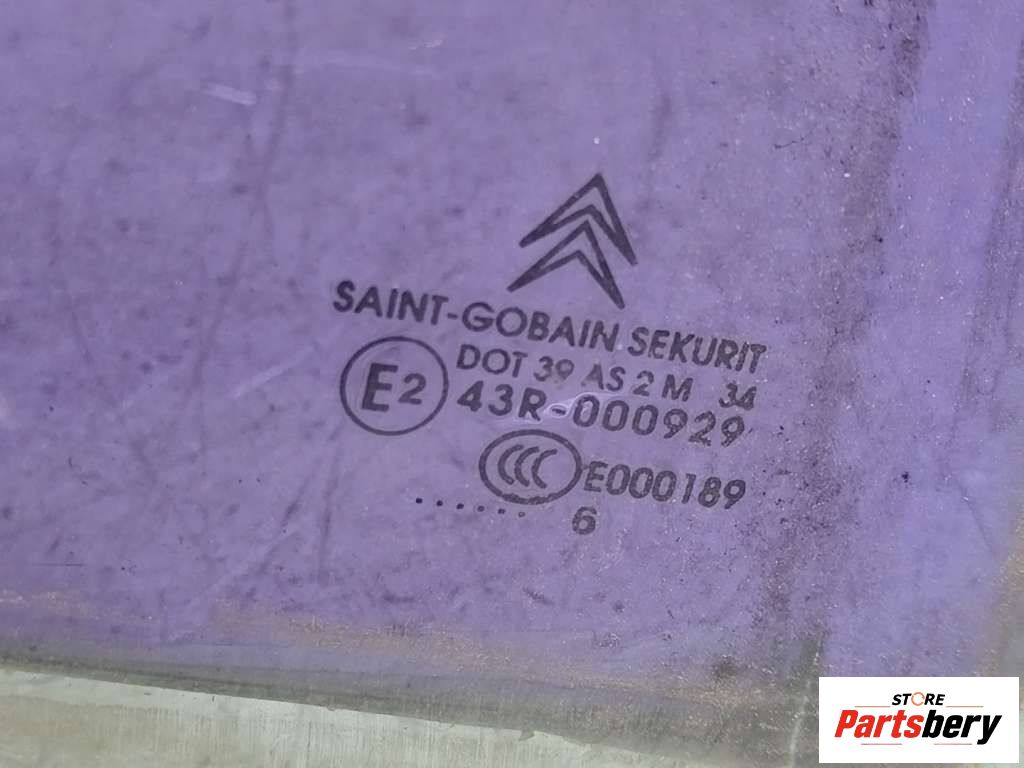 SAINT-GOBAIN SEKURIT
DOT 39 AS 2 M 34
E2
43R-000929
CCC E000189
...... 6
STORE
Partsbery